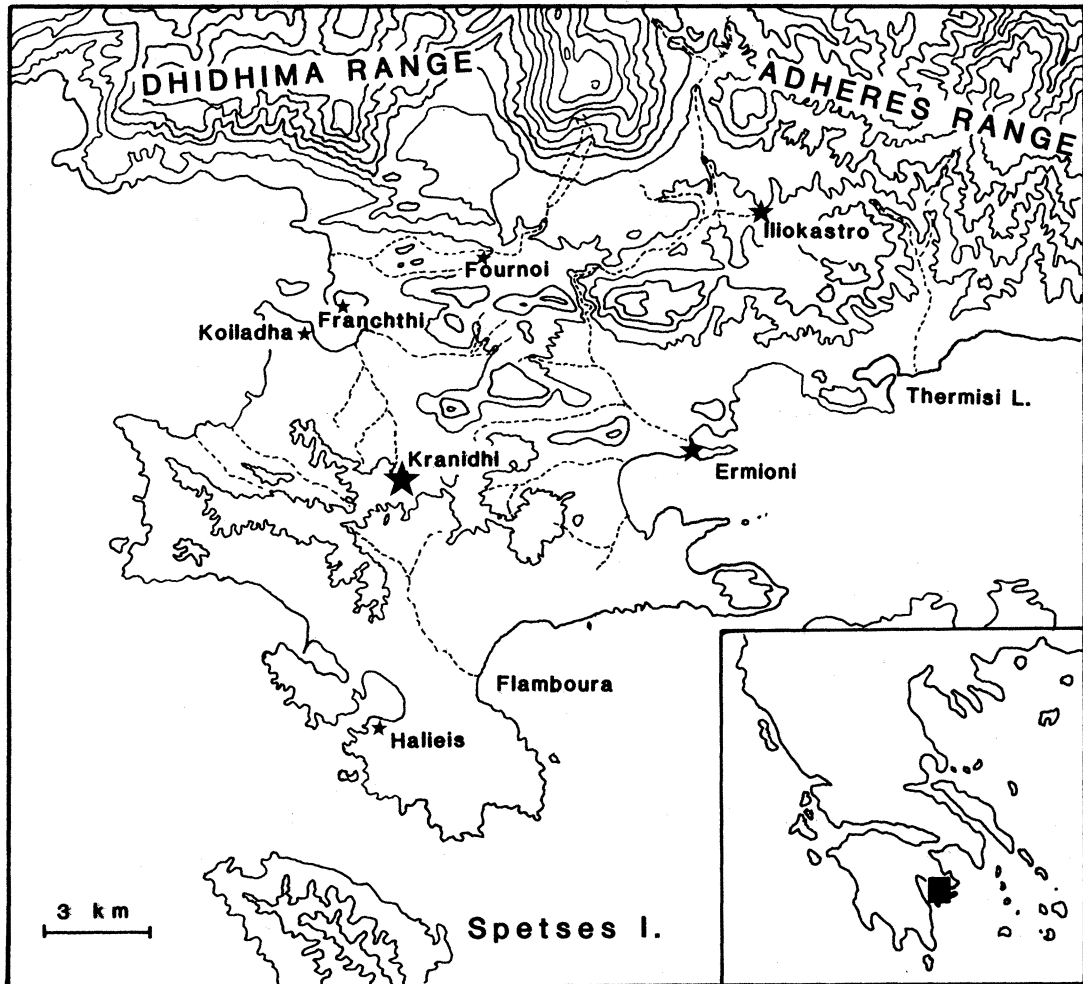 DHIDHIMA RANGE
ADHERES RANGE
Iliokastro
Fournoi
Franchthi
Koiladha
Thermisi L.
Kranidhi
Ermioni
Flamboura
Halieis
3 km
Spetses I.